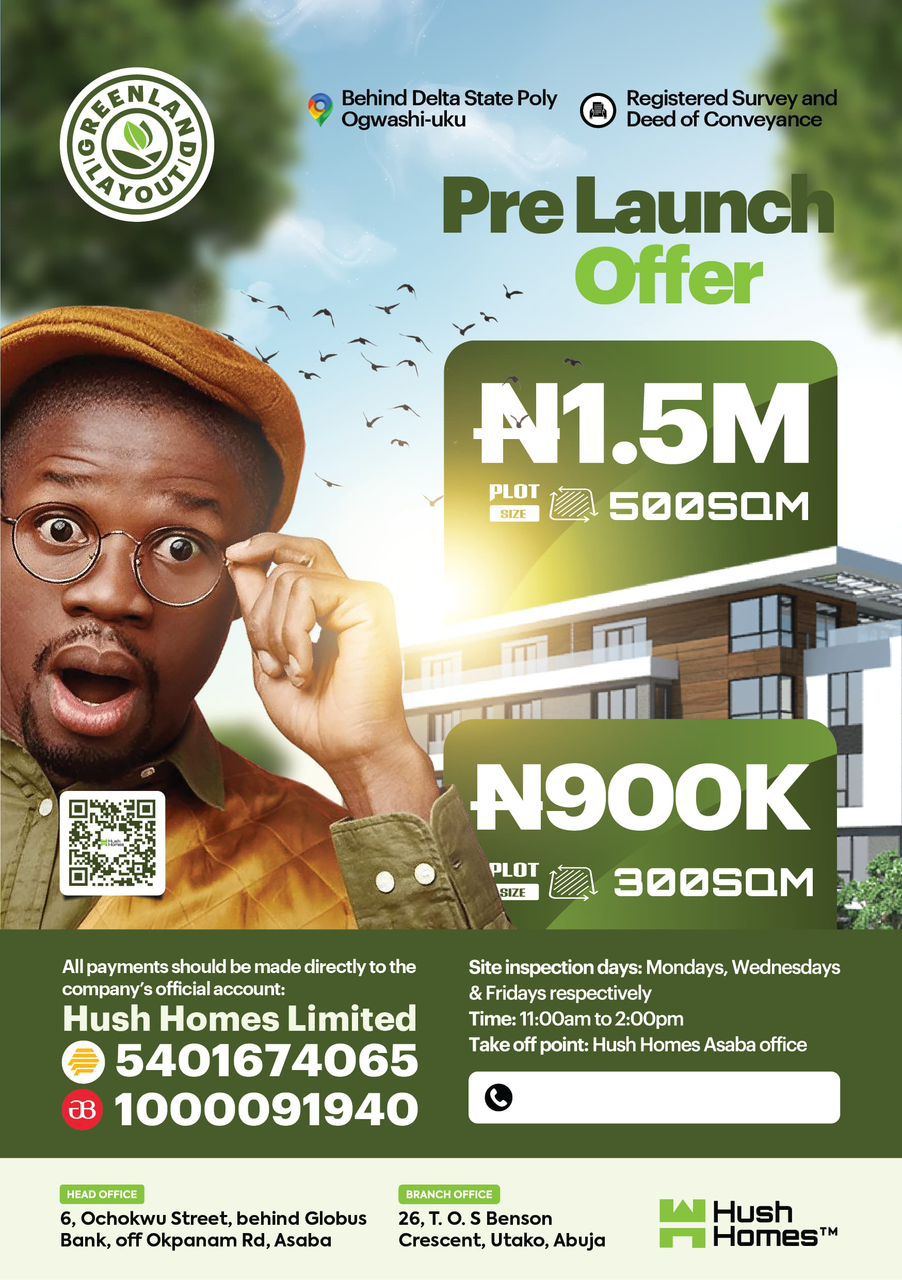 GREENLAND
LAYOUT
Behind Delta State Poly
Ogwashi-uku
Registered Survey and
Deed of Conveyance
Pre Launch
Offer
₦1.5M
PLOT
SIZE
500SQM
₦900K
PLOT
SIZE
300SQM
Hush
Homes
All payments should be made directly to the
company's official account:
Hush Homes Limited
5401674065
1000091940
Site inspection days: Mondays, Wednesdays
& Fridays respectively
Time: 11:00am to 2:00pm
Take off point: Hush Homes Asaba office
HEAD OFFICE
6, Ochokwu Street, behind Globus
Bank, off Okpanam Rd, Asaba
BRANCH OFFICE
26, T. O. S Benson
Crescent, Utako, Abuja
Hush
Homes™